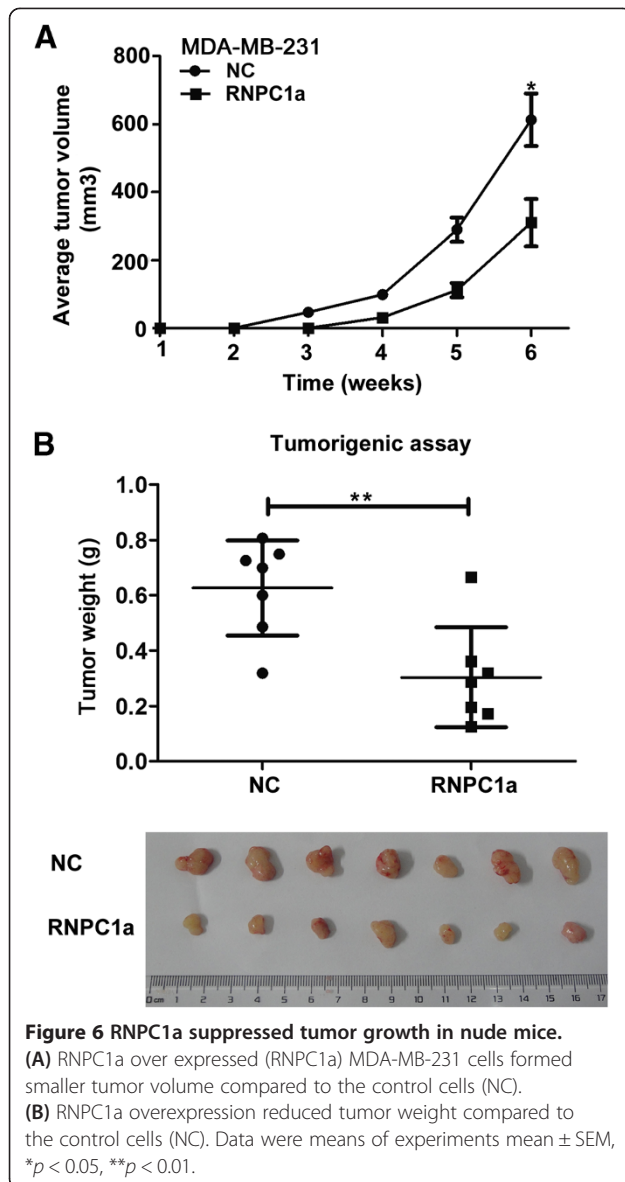 A
MDA-MB-231
NC
RNPC1a
800
600
400
200
0
*
Average tumor volume
(mm3)
1 2 3 4 5 6
Time (weeks)
B
Tumorigenic assay
1.0
0.8
0.6
0.4
0.2
0.0
**
Tumor weight (g)
NC RNPC1a
NC
RNPC1a
0cm 1 2 3 4 5 6 7 8 9 10 11 12 13 14 15 16 17
Figure 6 RNPC1a suppressed tumor growth in nude mice.
(A) RNPC1a over expressed (RNPC1a) MDA-MB-231 cells formed
smaller tumor volume compared to the control cells (NC).
(B) RNPC1a overexpression reduced tumor weight compared to
the control cells (NC). Data were means of experiments mean ± SEM,
*p < 0.05, **p < 0.01.